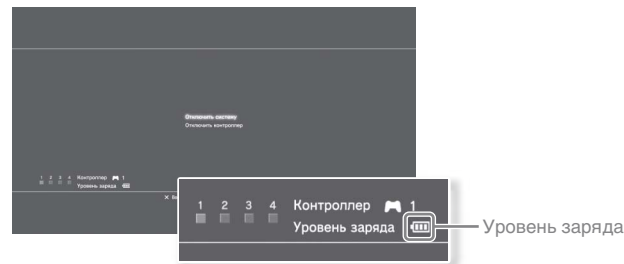 Отключить систему
Отключить контроллер
1 2 3 4 Контроллер 1
Уровень заряда
1 2 3 4 Контроллер 1
Уровень заряда
Уровень заряда